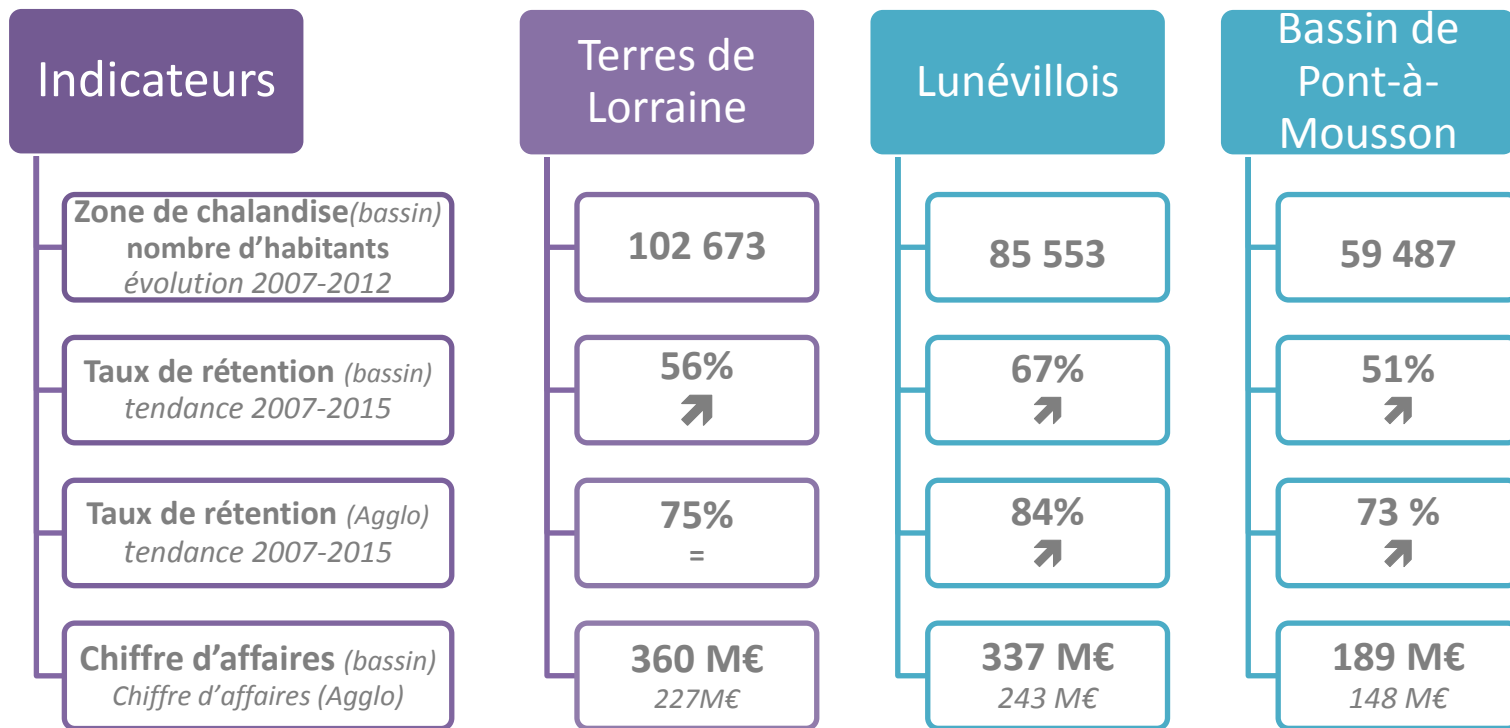 Indicateurs
Zone de chalandise(bassin)
nombre d’habitants
évolution 2007-2012
Taux de rétention (bassin)
tendance 2007-2015
Taux de rétention (Agglo)
tendance 2007-2015
Chiffre d’affaires (bassin)
Chiffre d’affaires (Agglo)
Terres de
Lorraine
102 673
56%
75%
=
360 M€
227M€
Lunévillois
85 553
67%
84%
337 M€
243 M€
Bassin de
Pont-à-
Mousson
59 487
51%
73 %
189 M€
148 M€